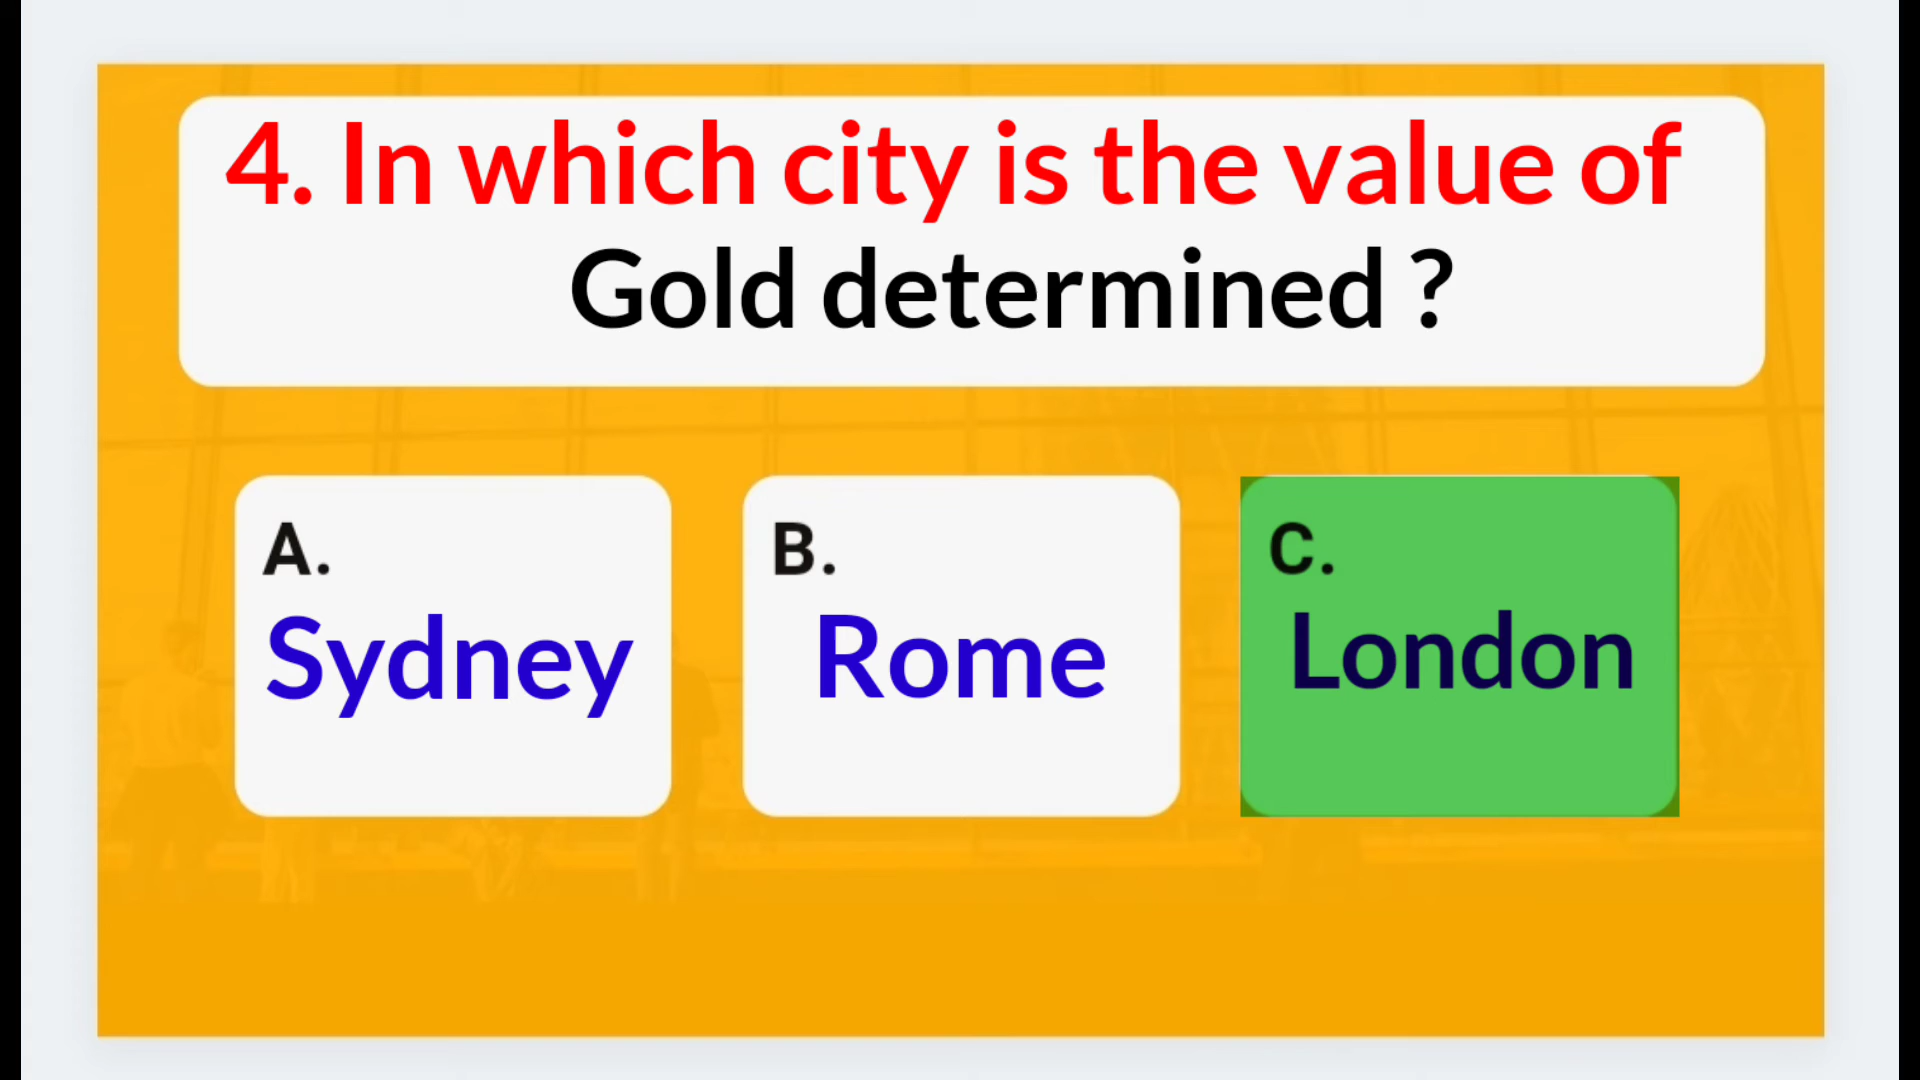 4. In which city is the value of
Gold determined ?
A.
Sydney
B.
Rome
C.
London